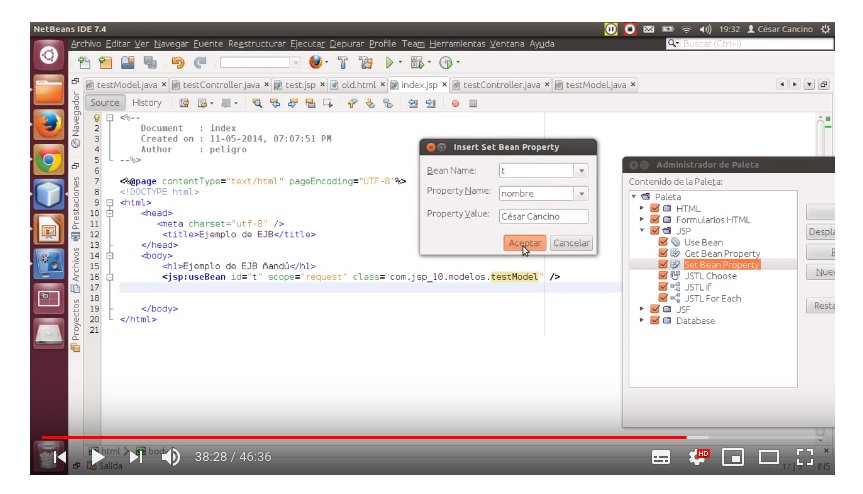 NetBeans IDE 7.4
19:32 César Cancino
Archivo Editar Ver Navegar Fuente Reestructurar Ejecutar Depurar Profile Team Herramientas Ventana Ayuda
Buscar (Ctrl+I)
testModel.java testController.java test.jsp old.html index.jsp testController.java testModel.java
Source History
Navegador
Prestaciones
Archivos
Proyectos
1 <%--
2 Document : index
3 Created on : 11-05-2014, 07:07:51 PM
4 Author : peligro
5 --%>
6
7 <%@page contentType="text/html" pageEncoding="UTF-8"%>
8 <!DOCTYPE html>
9 <html>
10 <head>
11 <meta charset="utf-8" />
12 <title>Ejemplo de EJB</title>
13 </head>
14 <body>
15 <h1>Ejemplo de EJB ñandú</h1>
16 <jsp:useBean id="t" scope="request" class="com.jsp_10.modelos.testModel" />
17
18
19 </body>
20 </html>
21
Insert Set Bean Property
Bean Name: t
Property Name: nombre
Property Value: César Cancino
Aceptar Cancelar
Administrador de Paleta
Contenido de la Paleta:
Paleta
HTML
Formularios HTML
JSP
Use Bean
Get Bean Property
Set Bean Property
JSTL Choose
JSTL If
JSTL For Each
JSF
Database
Despla
Nuev
Resta
html body
38:28 / 46:36
HD
Salida
INS